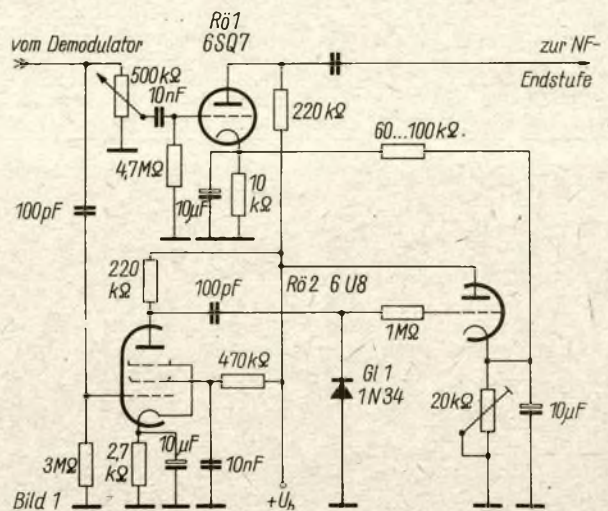 Rö1
6SQ7
vom Demodulator
zur NF-
Endstufe
500kΩ
10nF
220kΩ
60...100kΩ.
4,7MΩ
10µF
10
kΩ
100pF
220
kΩ
100pF
Rö2 6U8
1MΩ
470kΩ
Gl 1
1N34
20kΩ
10µF
3MΩ
2,7
kΩ
10µF
10nF
+U_b
Bild 1